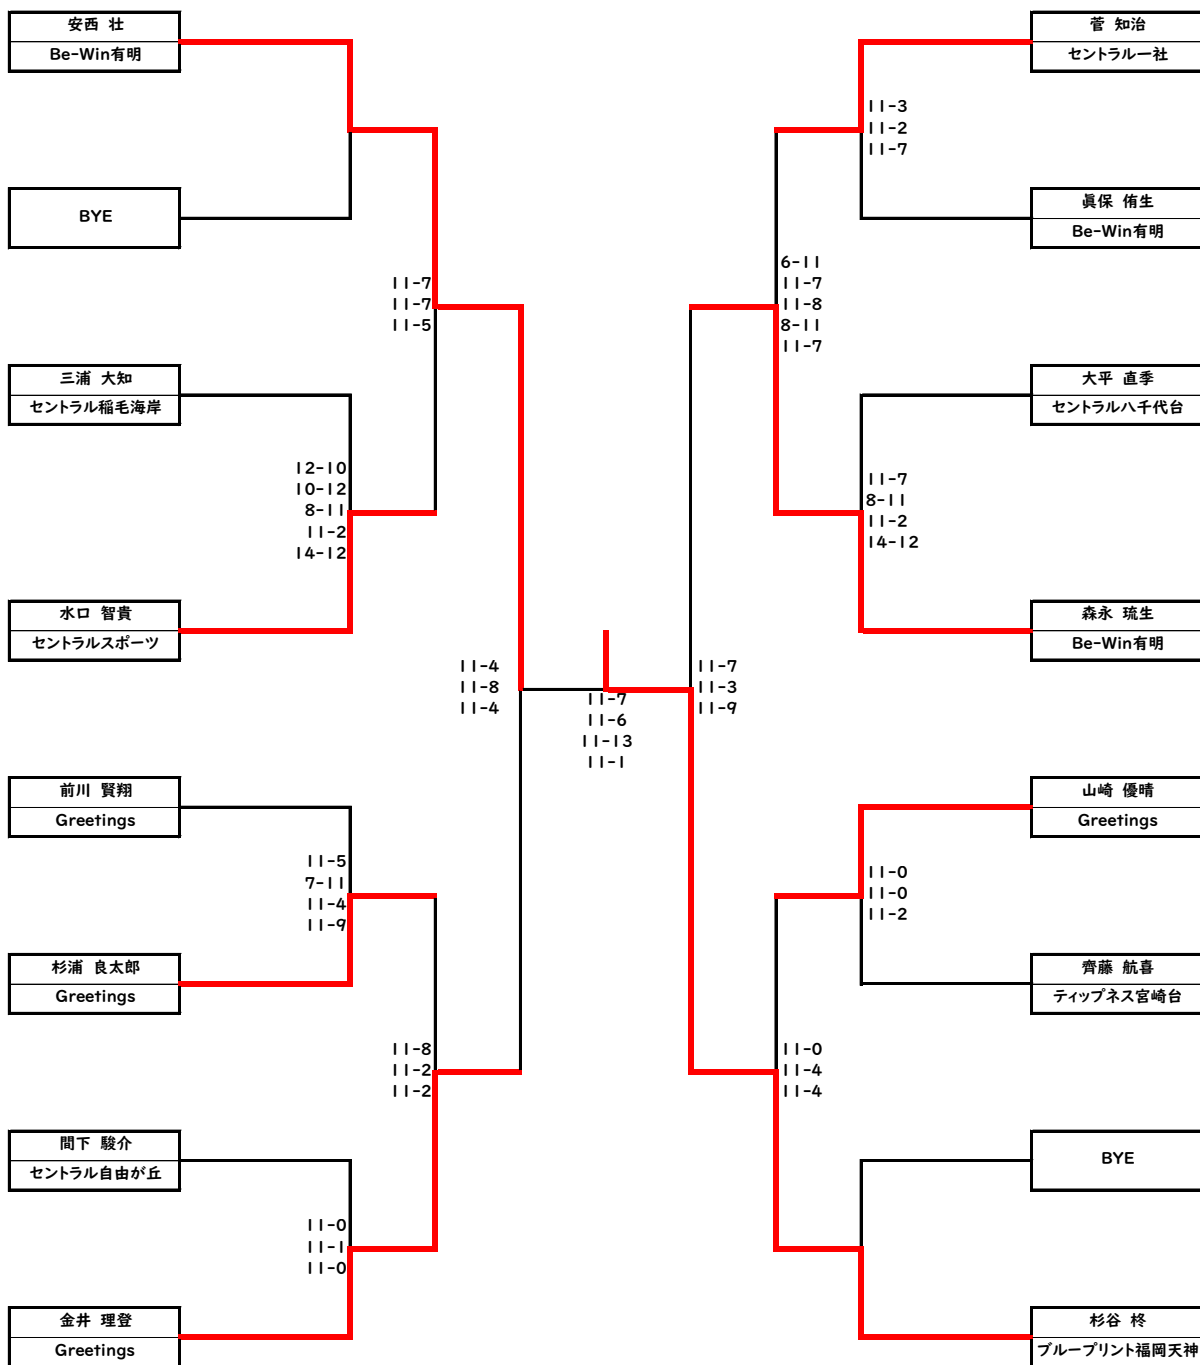 安西 壮
Be-Win有明
BYE
11-7
11-7
11-5
三浦 大知
セントラル稲毛海岸
12-10
10-12
8-11
11-2
14-12
水口 智貴
セントラルスポーツ
11-4
11-8
11-4
前川 賢翔
Greetings
11-5
7-11
11-4
11-9
杉浦 良太郎
Greetings
11-8
11-2
11-2
間下 駿介
セントラル自由が丘
11-0
11-1
11-0
金井 理登
Greetings
11-7
11-6
11-13
11-1
菅 知治
セントラル一社
11-3
11-2
11-7
眞保 侑生
Be-Win有明
6-11
11-7
11-8
8-11
11-7
大平 直季
セントラル八千代台
11-7
8-11
11-2
14-12
森永 琉生
Be-Win有明
11-7
11-3
11-9
山崎 優晴
Greetings
11-0
11-0
11-2
齊藤 航喜
ティップネス宮崎台
11-0
11-4
11-4
BYE
杉谷 柊
ブループリント福岡天神